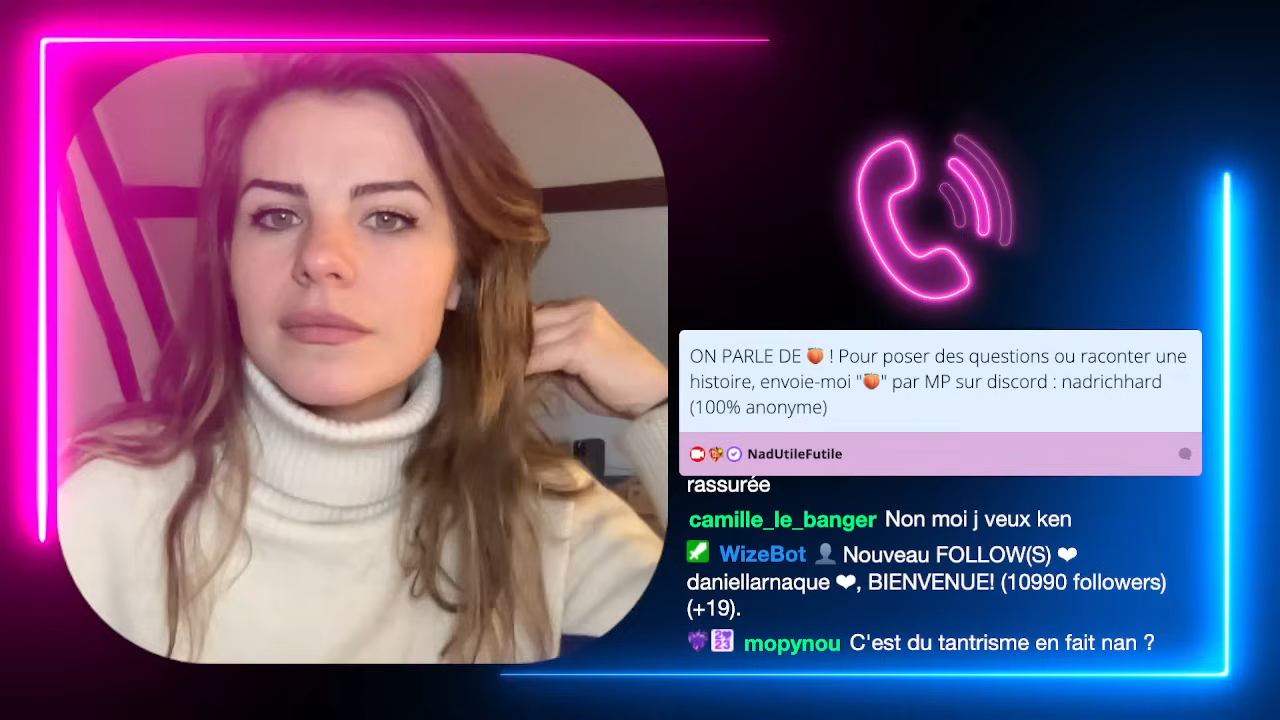 ON PARLE DE 🍑 ! Pour poser des questions ou raconter une
histoire, envoie-moi "🍑" par MP sur discord : nadrichhard
(100% anonyme)
NadUtileFutile
rassurée
camille_le_banger Non moi j veux ken
WizeBot 👤 Nouveau FOLLOW(S) ❤
daniellarnaque ❤, BIENVENUE! (10990 followers)
(+19).
2023 mopynou C'est du tantrisme en fait nan ?